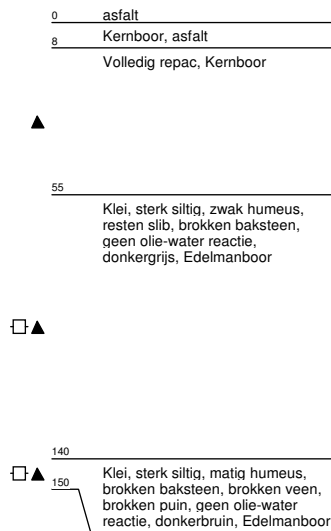 0 asfalt
8 Kernboor, asfalt
Volledig repac, Kernboor
55
Klei, sterk siltig, zwak humeus,
resten slib, brokken baksteen,
geen olie-water reactie,
donkergrijs, Edelmanboor
140
150 Klei, sterk siltig, matig humeus,
brokken baksteen, brokken veen,
brokken puin, geen olie-water
reactie, donkerbruin, Edelmanboor